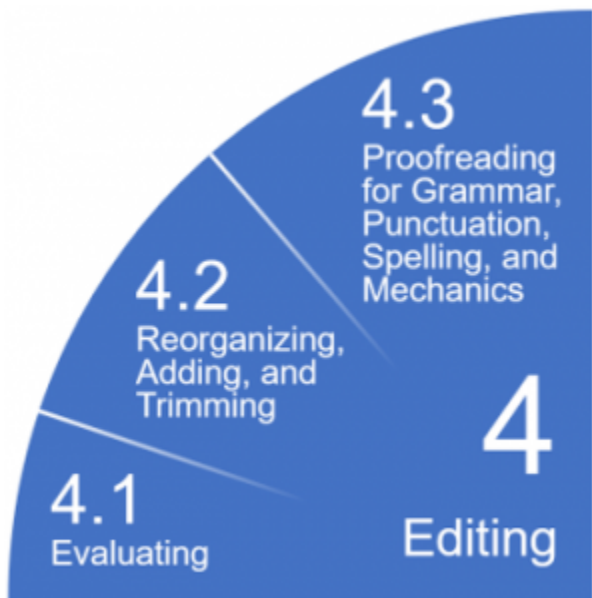 4.3
Proofreading
for Grammar,
Punctuation,
Spelling, and
Mechanics
4.2
Reorganizing,
Adding, and
Trimming
4
4.1
Evaluating
Editing